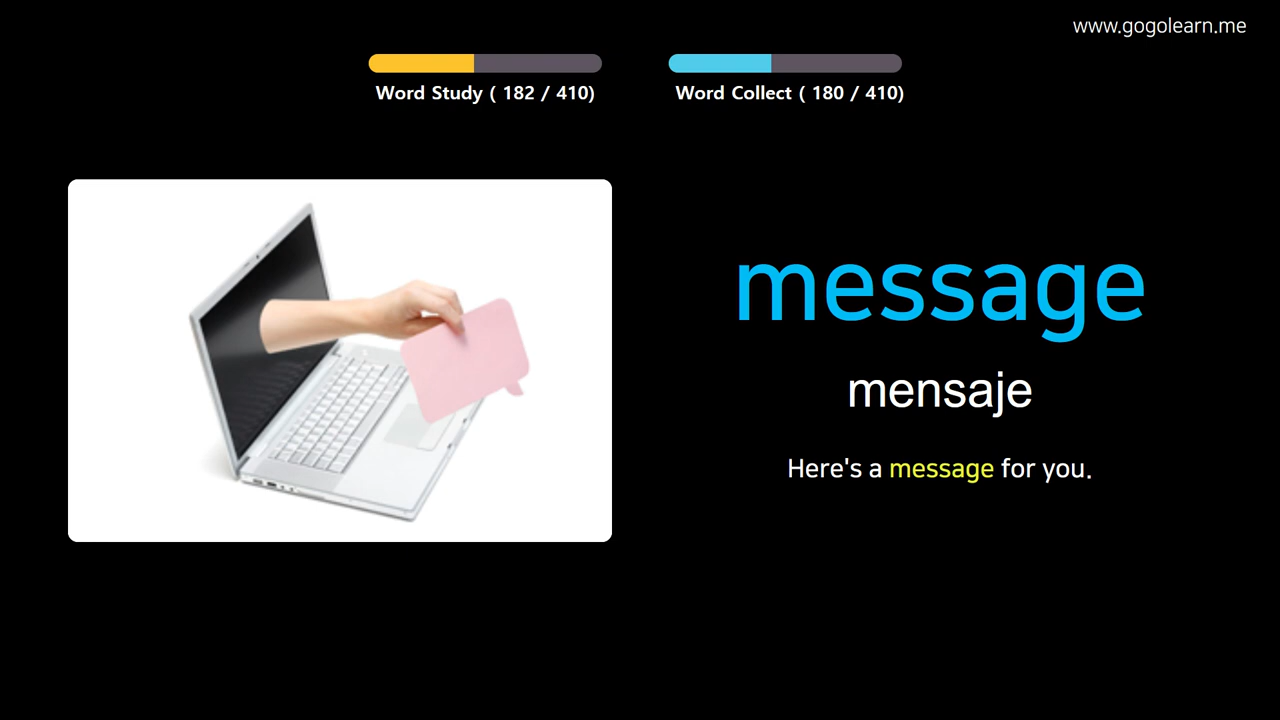 www.gogolearn.me
Word Study ( 182 / 410)
Word Collect ( 180 / 410)
message
mensaje
Here's a message for you.